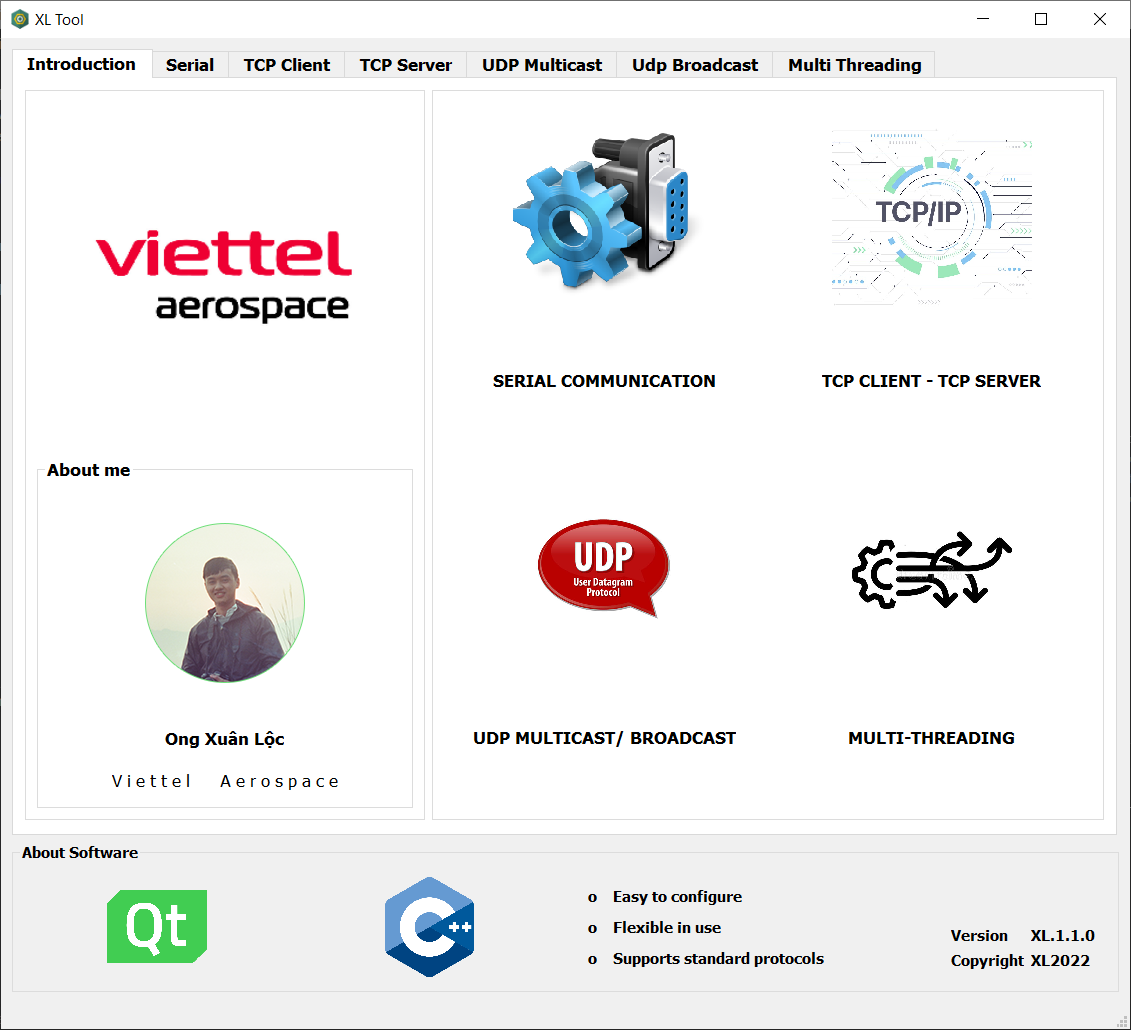 XL Tool
Introduction
Serial
TCP Client
TCP Server
UDP Multicast
Udp Broadcast
Multi Threading
viettel
aerospace
TCP/IP
SERIAL COMMUNICATION
TCP CLIENT - TCP SERVER
About me
UDP
User Datagram
Protocol
Ong Xuân Lộc
Viettel Aerospace
UDP MULTICAST/ BROADCAST
MULTI-THREADING
About Software
Qt
C++
o Easy to configure
o Flexible in use
o Supports standard protocols
Version XL.1.1.0
Copyright XL2022